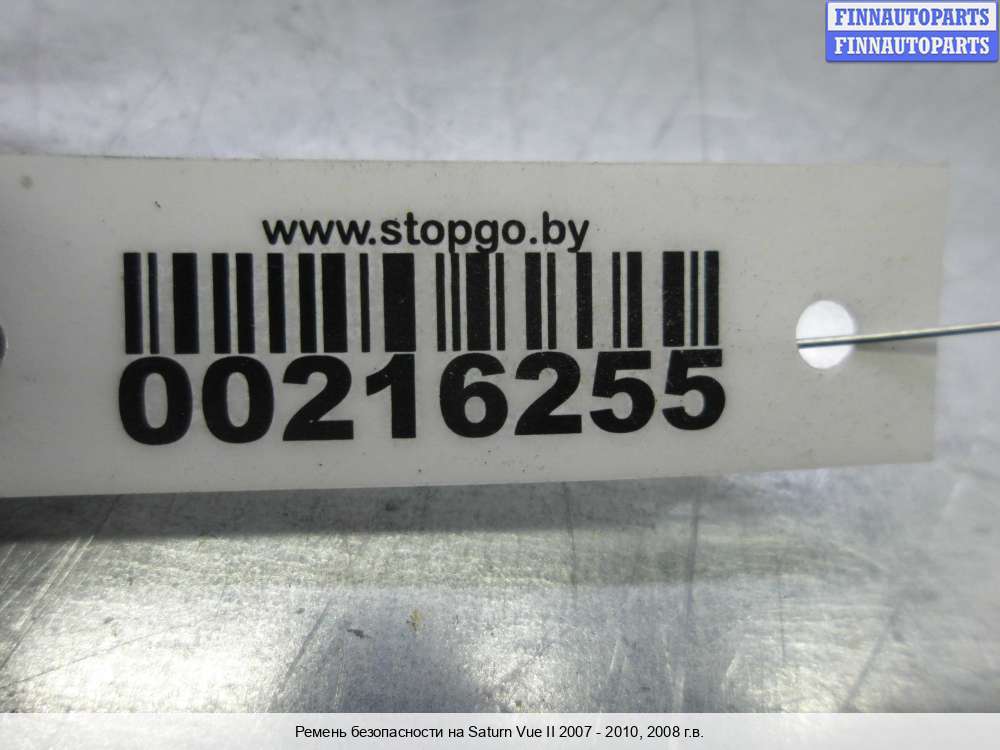 FINNAUTOPARTS
FINNAUTOPARTS
www.stopgo.by
00216255
Ремень безопасности на Saturn Vue II 2007 - 2010, 2008 г.в.